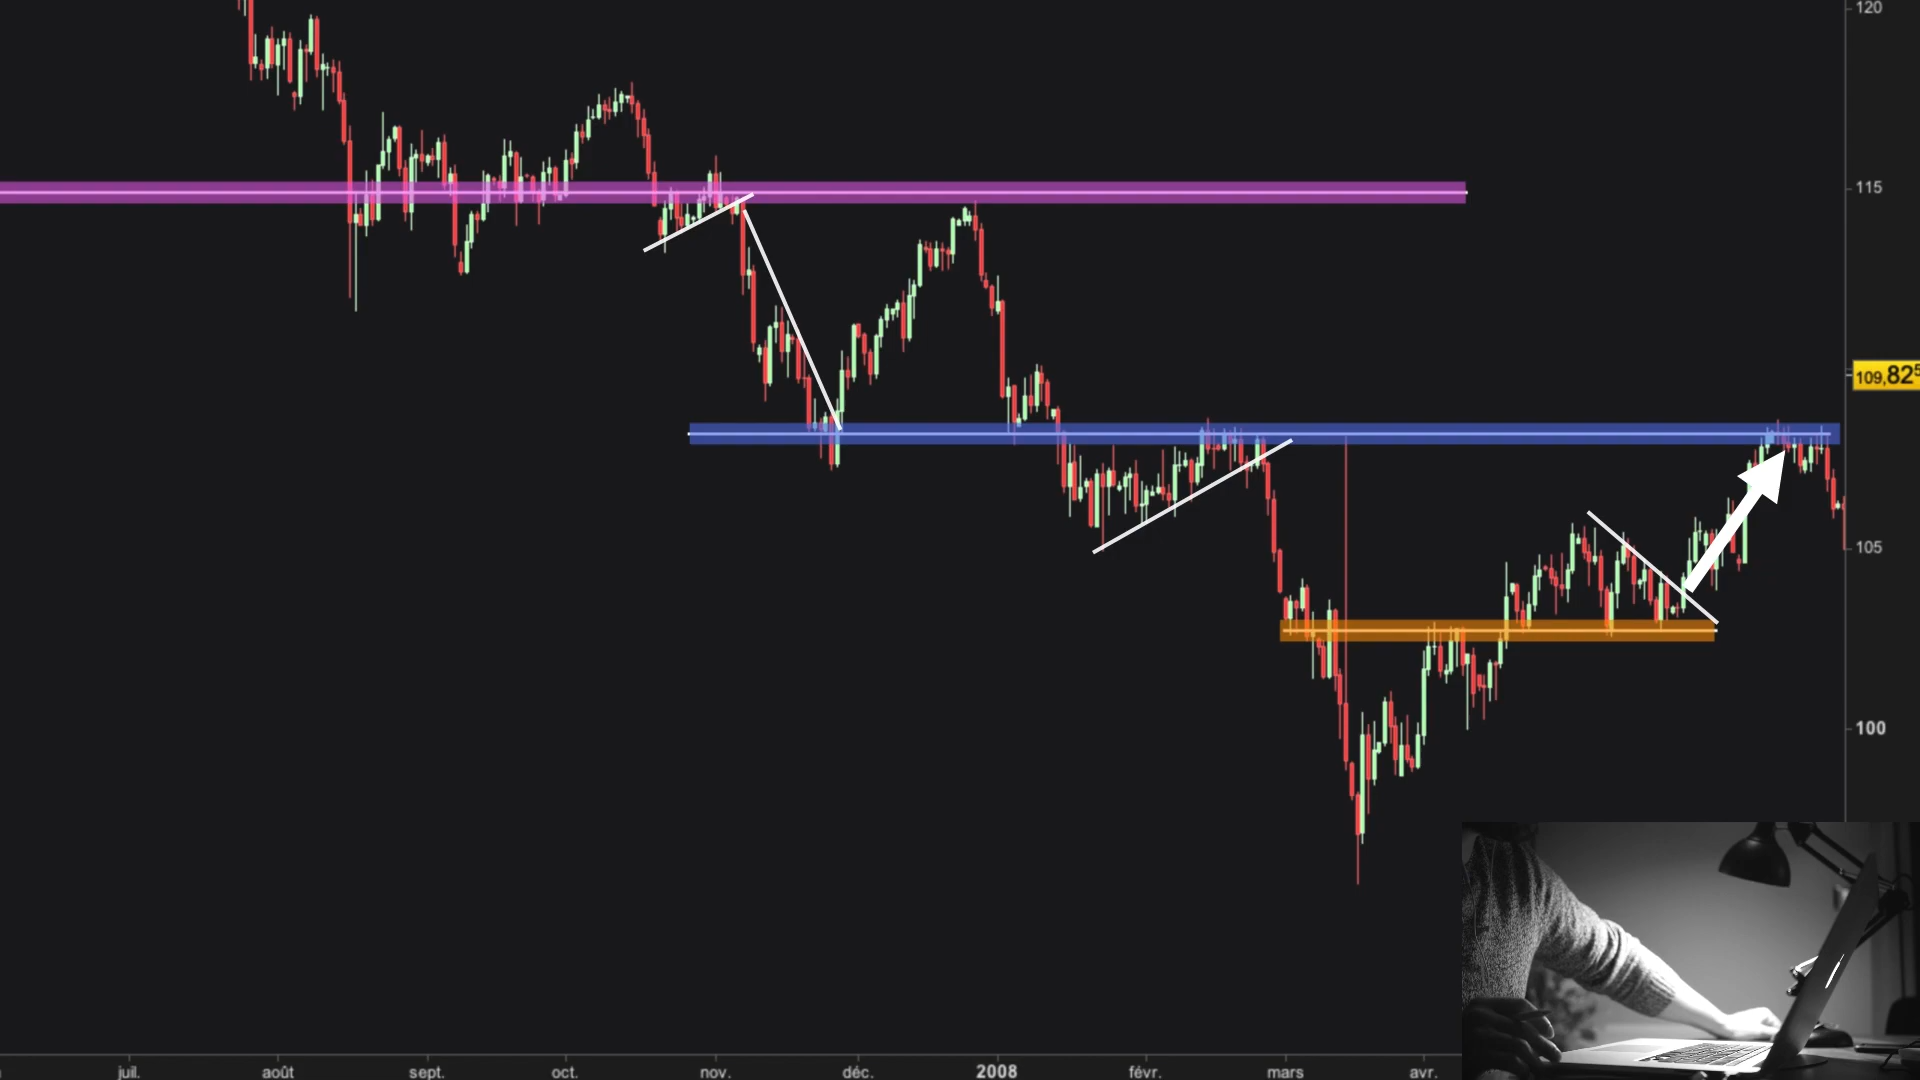 120
115
109,825
105
100
juil.
août
sept.
oct.
nov.
déc.
2008
févr.
mars
avr.